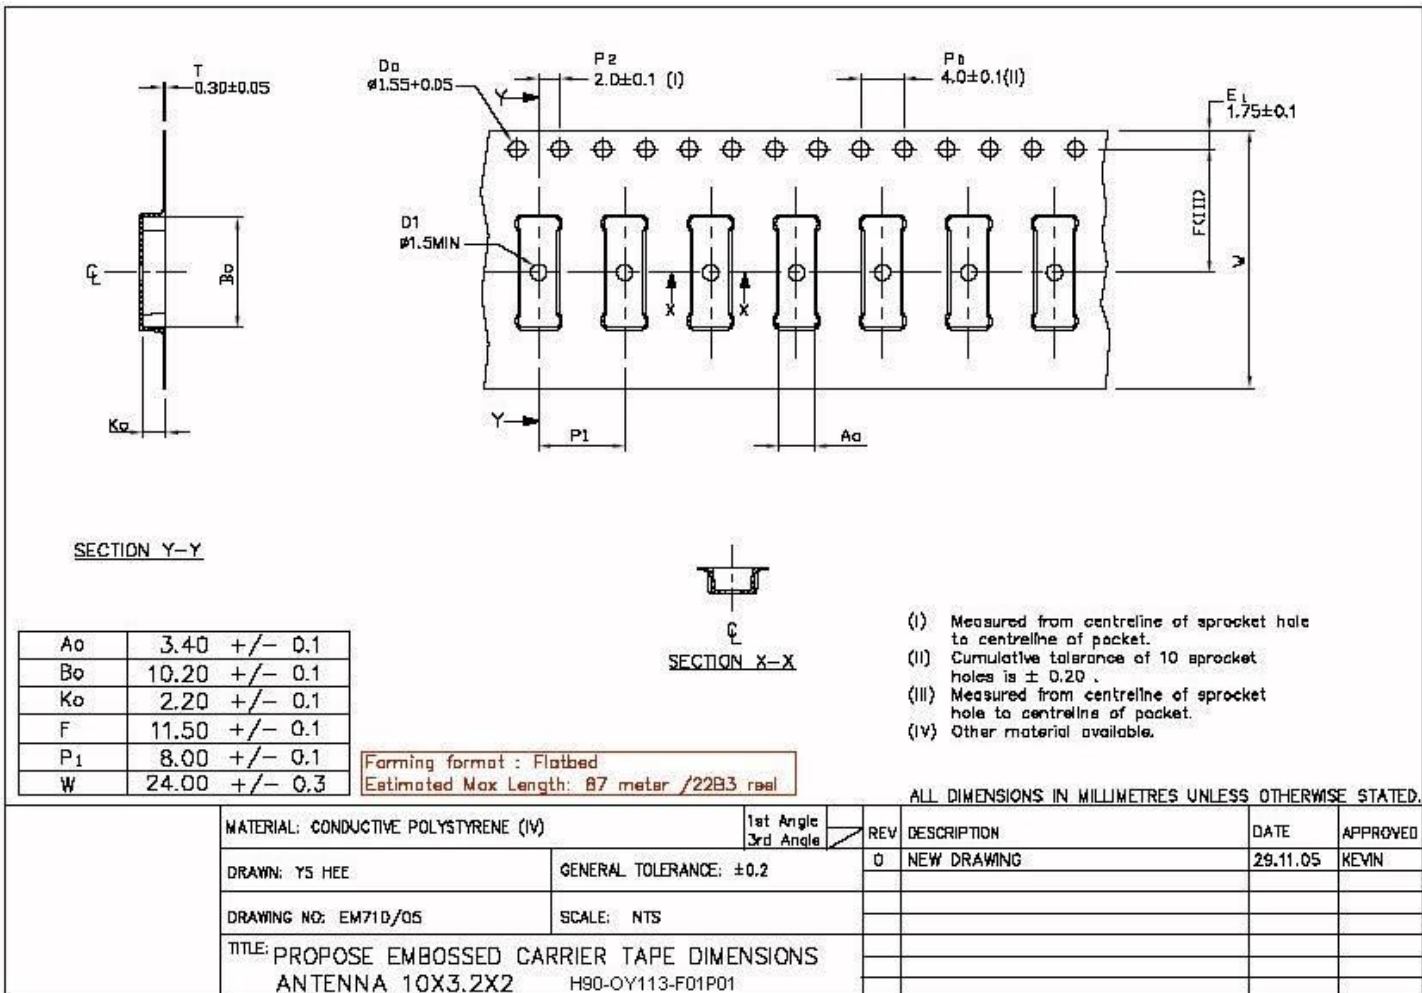 T
0.30±0.05
Do
ø1.55+0.05
P2
2.0±0.1 (I)
Po
4.0±0.1(II)
E1
1.75±0.1
Y
F(III)
W
D1
ø1.5MIN
Bo
X
X
Ko
Y
P1
Ao
SECTION Y-Y
SECTION X-X
Ao 3.40 +/- 0.1
Bo 10.20 +/- 0.1
Ko 2.20 +/- 0.1
F 11.50 +/- 0.1
P1 8.00 +/- 0.1
W 24.00 +/- 0.3
Forming format : Flatbed
Estimated Max Length: 87 meter /22B3 reel
(I) Measured from centreline of sprocket hole
to centreline of pocket.
(II) Cumulative tolerance of 10 sprocket
holes is ± 0.20 .
(III) Measured from centreline of sprocket
hole to centreline of pocket.
(IV) Other material available.
ALL DIMENSIONS IN MILLIMETRES UNLESS OTHERWISE STATED.
MATERIAL: CONDUCTIVE POLYSTYRENE (IV)
1st Angle
3rd Angle
REV DESCRIPTION DATE APPROVED
0 NEW DRAWING 29.11.05 KEVIN
DRAWN: YS HEE
GENERAL TOLERANCE: ±0.2
DRAWING NO: EM710/05
SCALE: NTS
TITLE: PROPOSE EMBOSSED CARRIER TAPE DIMENSIONS
ANTENNA 10X3.2X2 H90-OY113-F01P01